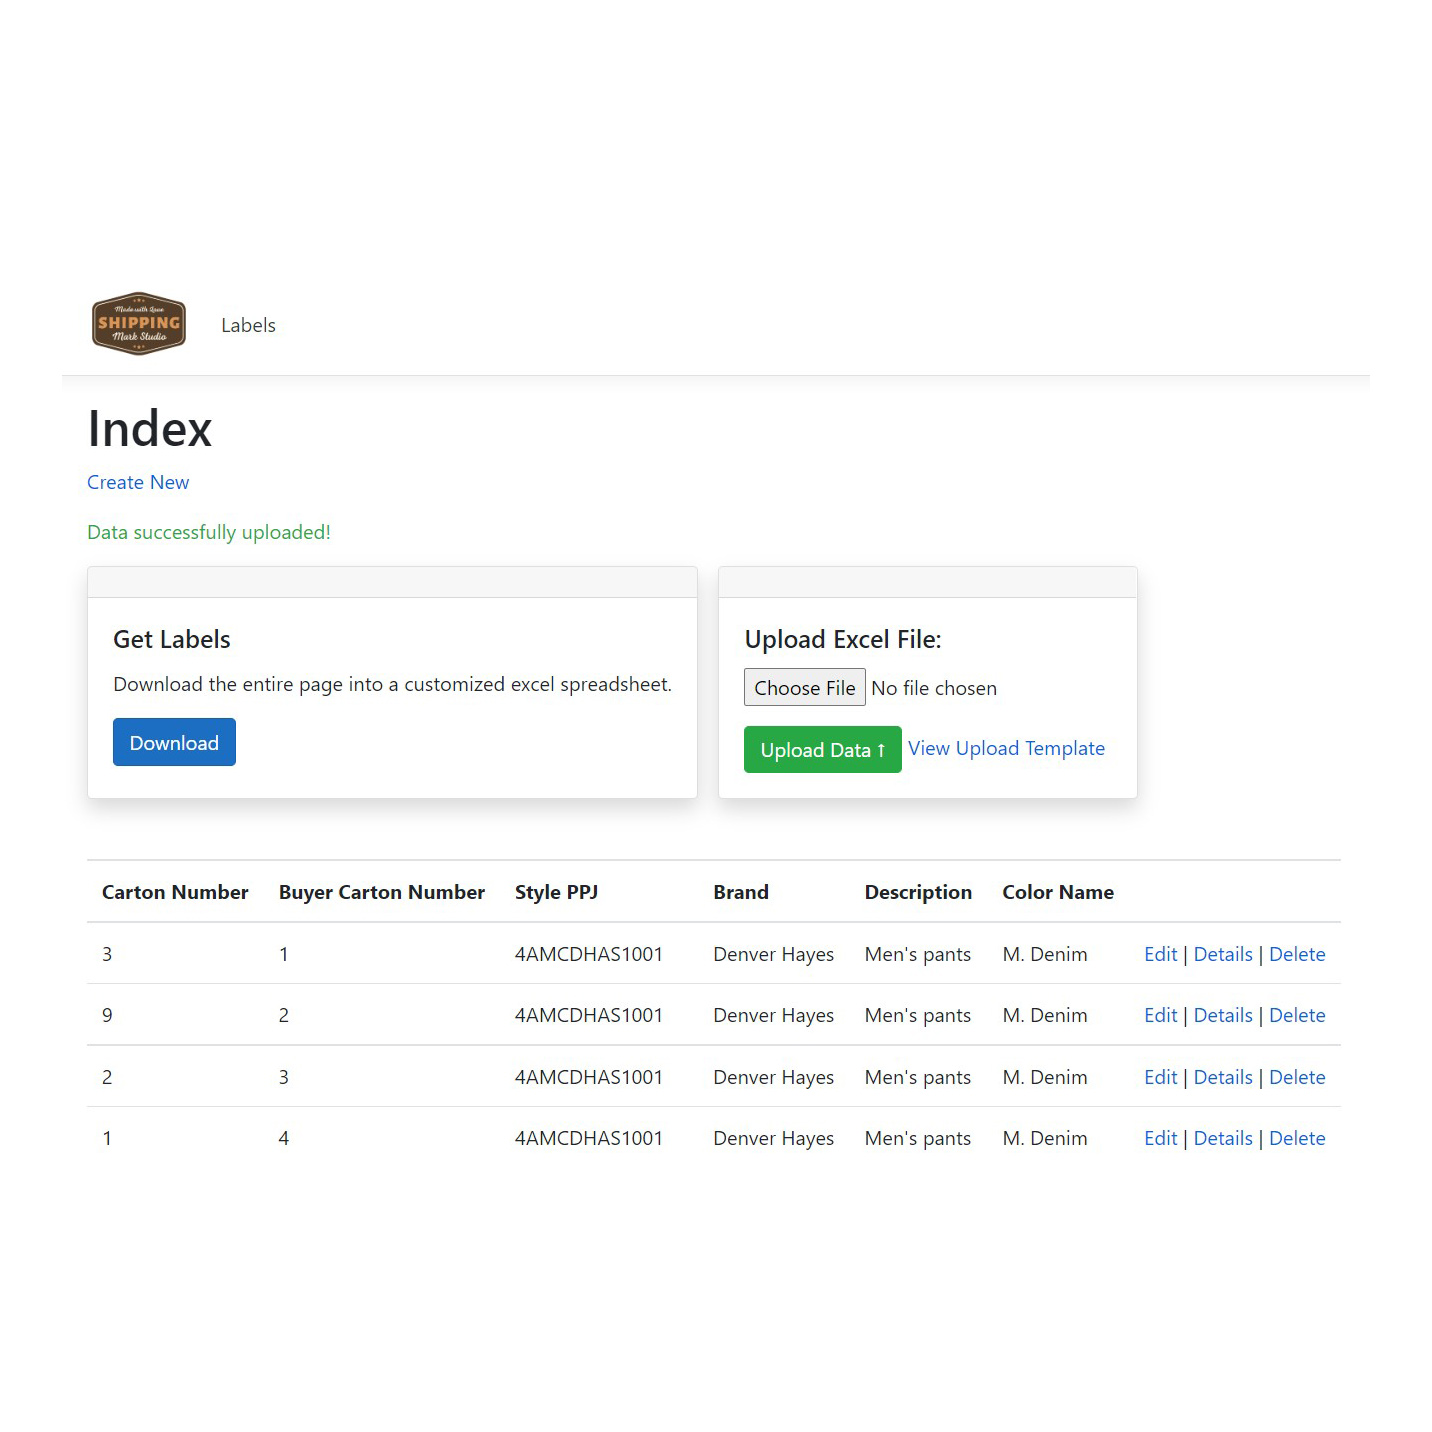 Made with Love
SHIPPING
Mark Studio
Labels
Index
Create New
Data successfully uploaded!
Get Labels
Download the entire page into a customized excel spreadsheet.
Download
Upload Excel File:
Choose File No file chosen
Upload Data ↑ View Upload Template
Carton Number Buyer Carton Number Style PPJ Brand Description Color Name
3 1 4AMCDHAS1001 Denver Hayes Men's pants M. Denim Edit | Details | Delete
9 2 4AMCDHAS1001 Denver Hayes Men's pants M. Denim Edit | Details | Delete
2 3 4AMCDHAS1001 Denver Hayes Men's pants M. Denim Edit | Details | Delete
1 4 4AMCDHAS1001 Denver Hayes Men's pants M. Denim Edit | Details | Delete